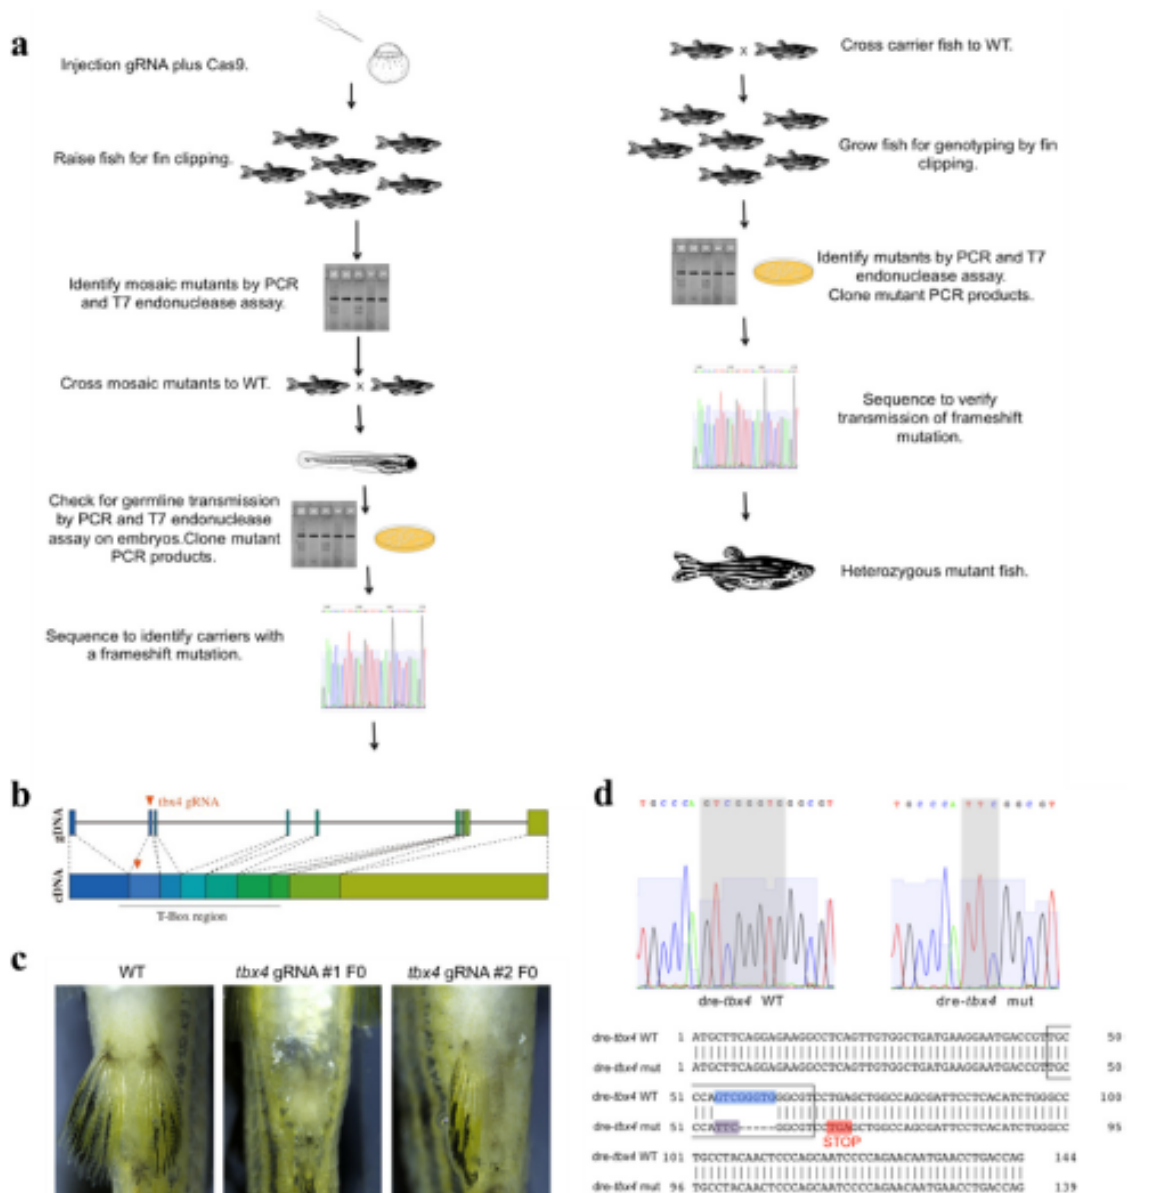 a
Injection gRNA plus Cas9.
Raise fish for fin clipping.
Identify mosaic mutants by PCR
and T7 endonuclease assay.
Cross mosaic mutants to WT.
x
Check for germline transmission
by PCR and T7 endonuclease
assay on embryos.Clone mutant
PCR products.
Sequence to identify carriers with
a frameshift mutation.
x
Cross carrier fish to WT.
Grow fish for genotyping by fin
clipping.
Identify mutants by PCR and T7
endonuclease assay.
Clone mutant PCR products.
Sequence to verify
transmission of frameshift
mutation.
Heterozygous mutant fish.
b
tbx4 gRNA
gDNA
cDNA
T-Box region
c
WT
tbx4 gRNA #1 F0
tbx4 gRNA #2 F0
d
T G C C C A G T C G G G T G G G C G T
T G C C C A T T C G G C G T
dre-tbx4 WT
dre-tbx4 mut
dre-tbx4 WT 1 ATGCTTCAGGAGAAGGCCTCAGTTGTGGCTGATGAAGGAATGACCGTTGC 50
dre-tbx4 mut 1 ATGCTTCAGGAGAAGGCCTCAGTTGTGGCTGATGAAGGAATGACCGTTGC 50
dre-tbx4 WT 51 CCAGTCGGGTGGGCGTCCTGAGCTGGCCAGCGATTCCTCACATCTGGGCC 100
dre-tbx4 mut 51 CCATTC-----GGCGTCCTGAGCTGGCCAGCGATTCCTCACATCTGGGCC 95
STOP
dre-tbx4 WT 101 TGCCTACAACTCCCAGCAATCCCCAGAACAATGAACCTGACCAG 144
dre-tbx4 mut 96 TGCCTACAACTCCCAGCAATCCCCAGAACAATGAACCTGACCAG 139